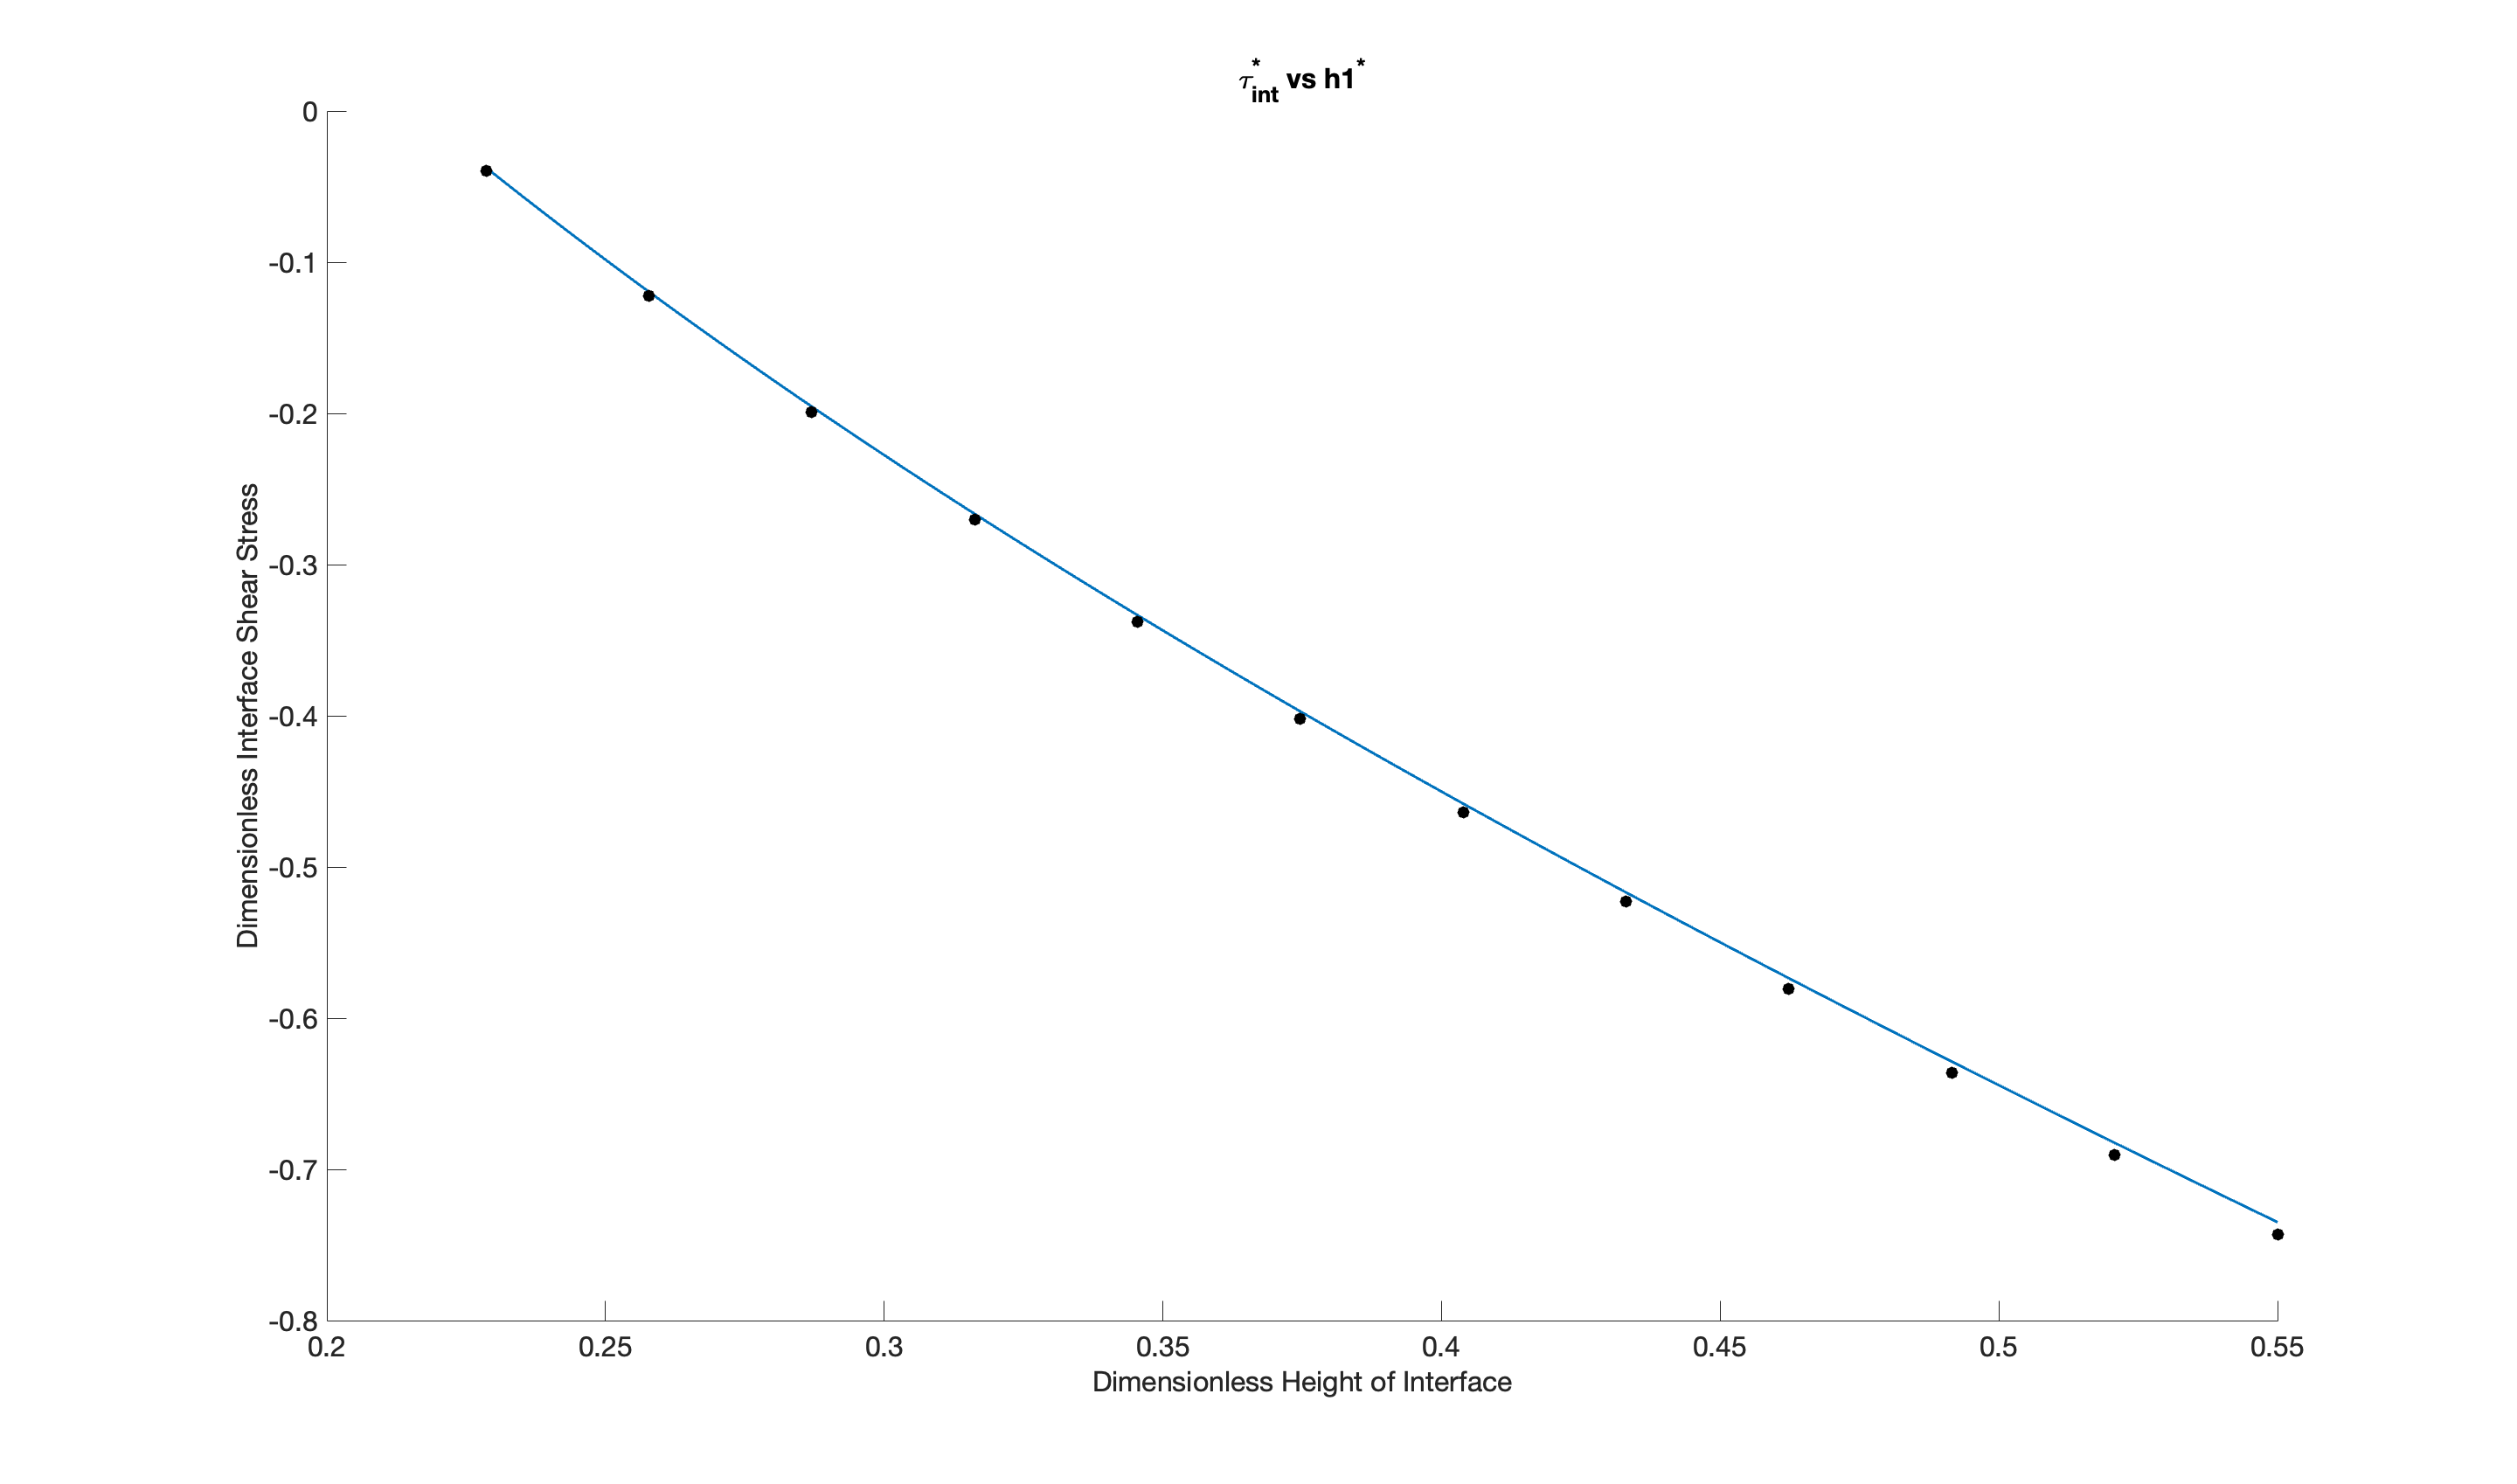 τ*int vs h1*
0
-0.1
-0.2
-0.3
-0.4
-0.5
-0.6
-0.7
-0.8
Dimensionless Interface Shear Stress
0.2 0.25 0.3 0.35 0.4 0.45 0.5 0.55
Dimensionless Height of Interface